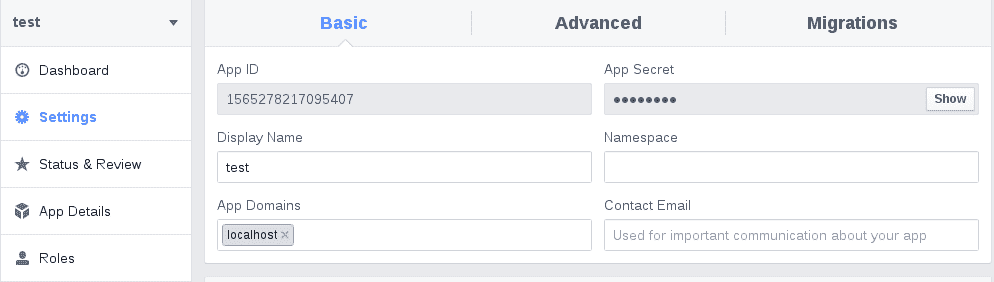 test
Dashboard
Settings
Status & Review
App Details
Roles
Basic Advanced Migrations
App ID App Secret
1565278217095407 ●●●●●●●● Show
Display Name Namespace
test
App Domains Contact Email
localhost × Used for important communication about your app